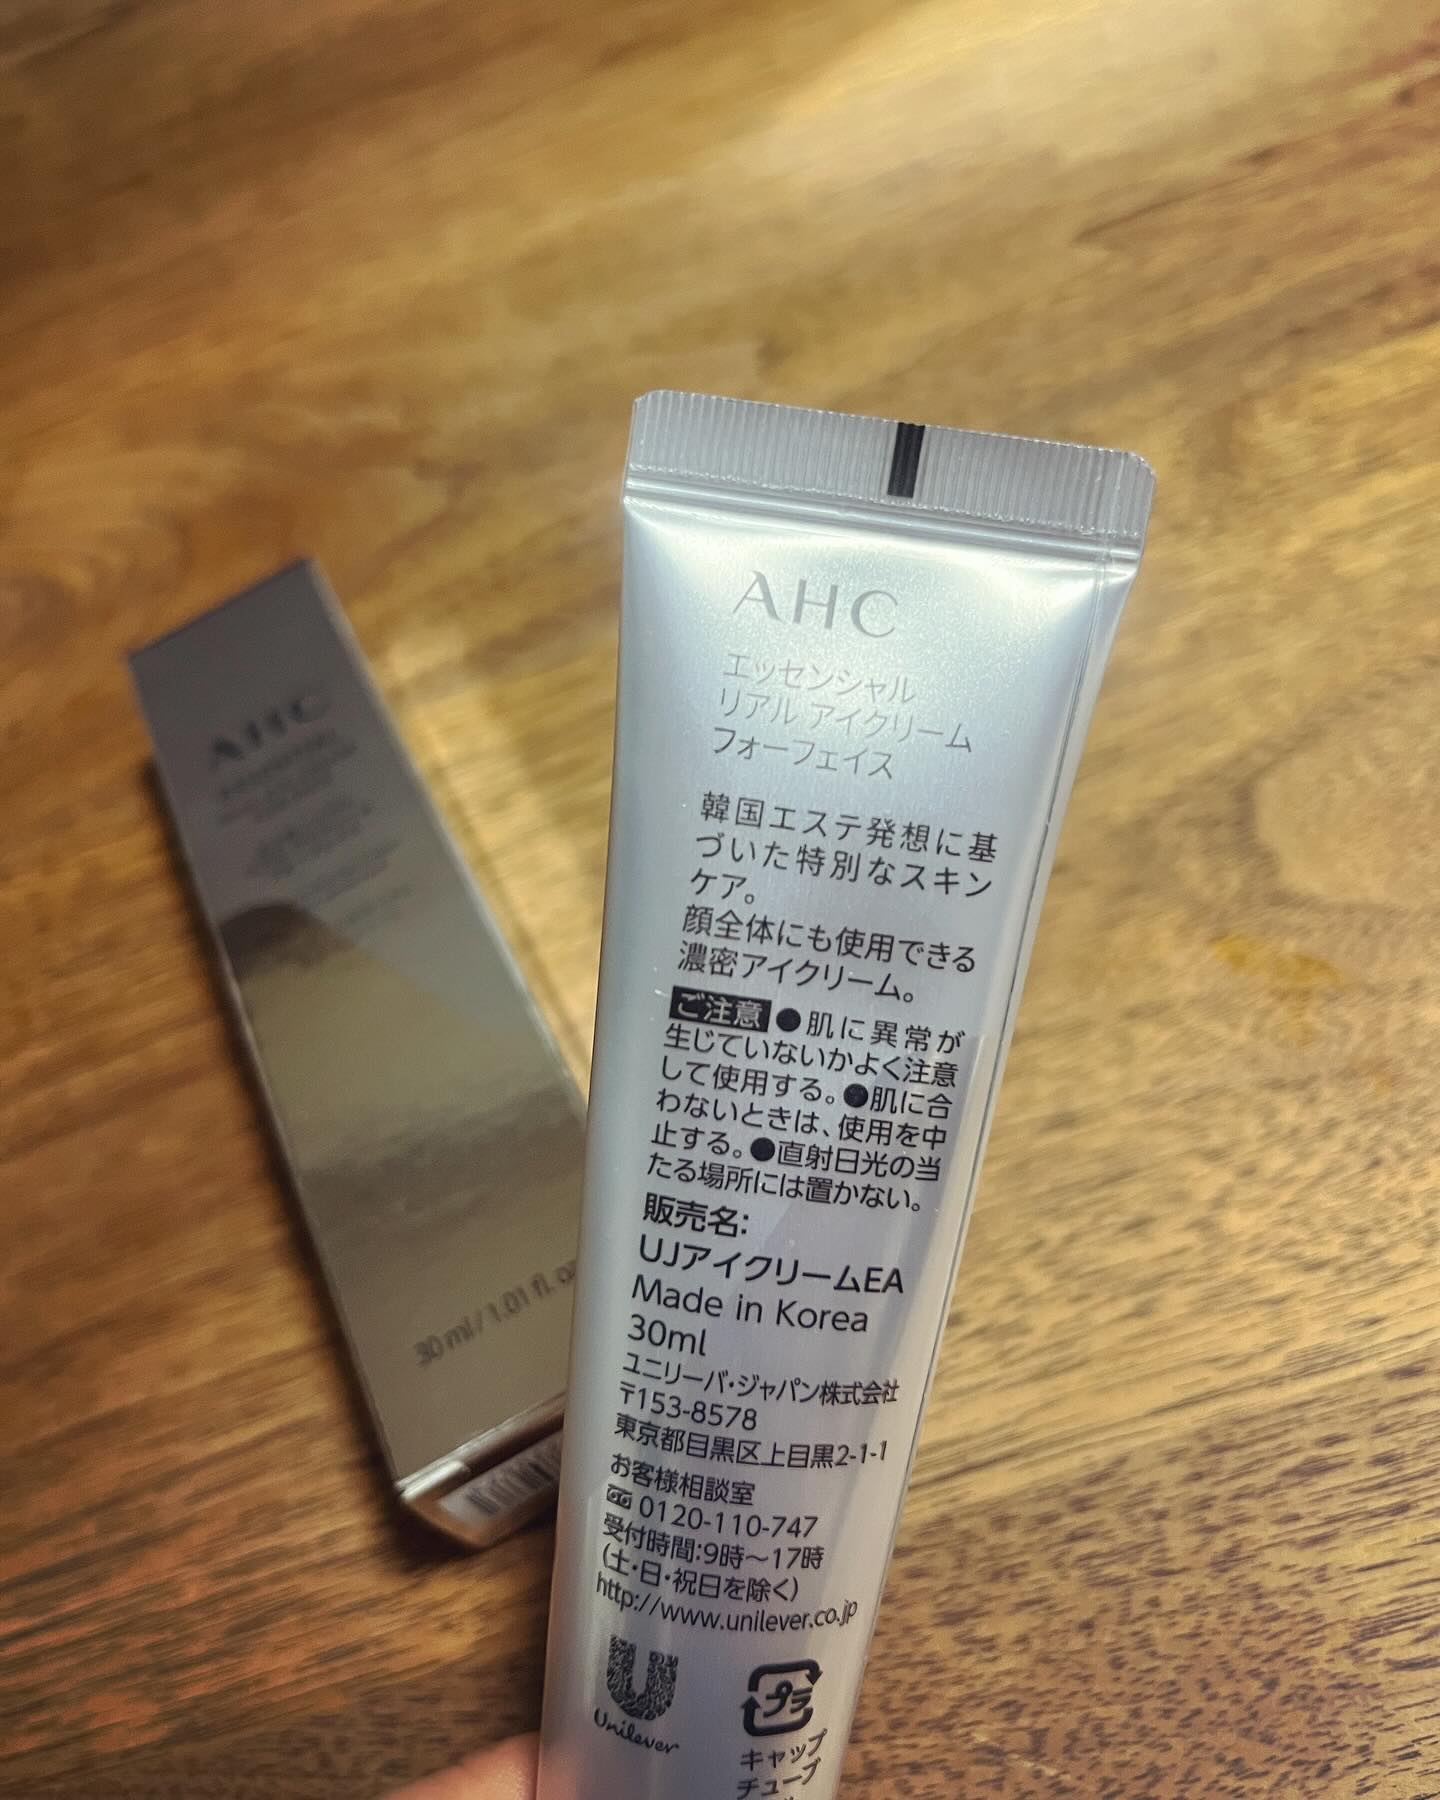 AHC
エッセンシャル
リアル アイクリーム
フォーフェイス
韓国エステ発想に基
づいた特別なスキン
ケア。
顔全体にも使用できる
濃密アイクリーム。
ご注意 ●肌に異常が
生じていないかよく注意
して使用する。●肌に合
わないときは、使用を中
止する。●直射日光の当
たる場所には置かない。
販売名:
UJアイクリームEA
Made in Korea
30ml
ユニリーバ・ジャパン株式会社
〒153-8578
東京都目黒区上目黒2-1-1
お客様相談室
0120-110-747
受付時間:9時〜17時
(土・日・祝日を除く)
http://www.unilever.co.jp
Unilever
プラ
キャップ
チューブ
AHC
30 ml / 1.01 fl. oz